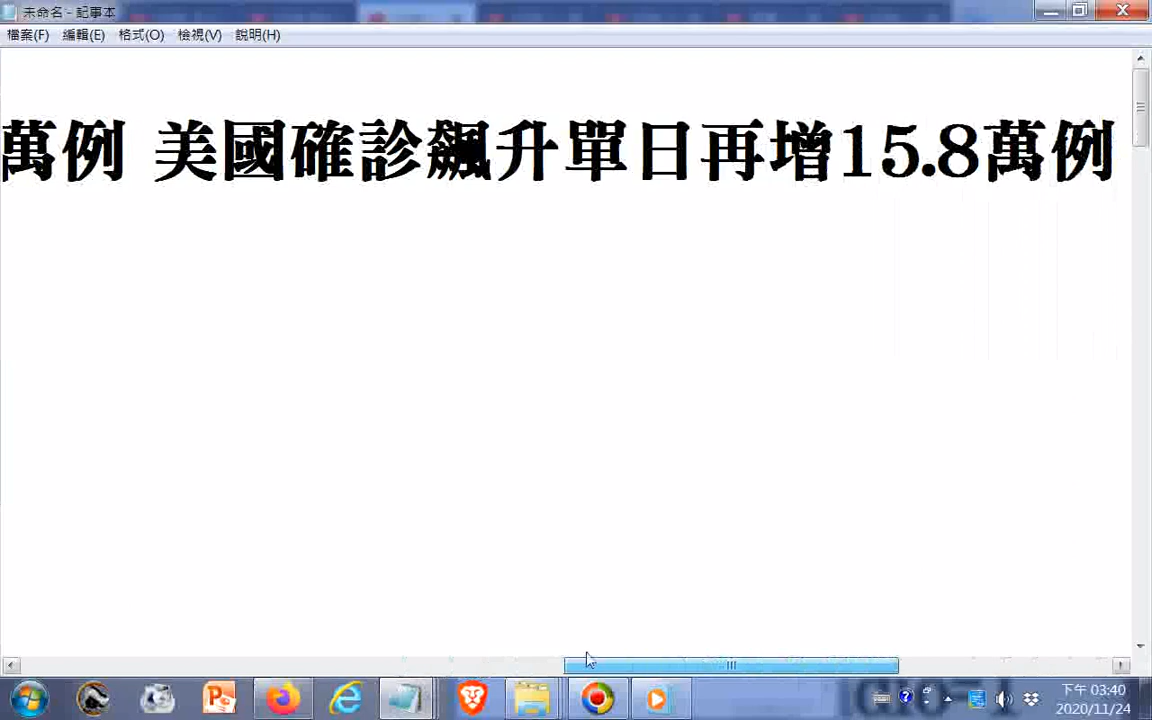 未命名 - 記事本
檔案(F) 編輯(E) 格式(O) 檢視(V) 說明(H)
萬例 美國確診飆升單日再增15.8萬例
下午 03:40
2020/11/24